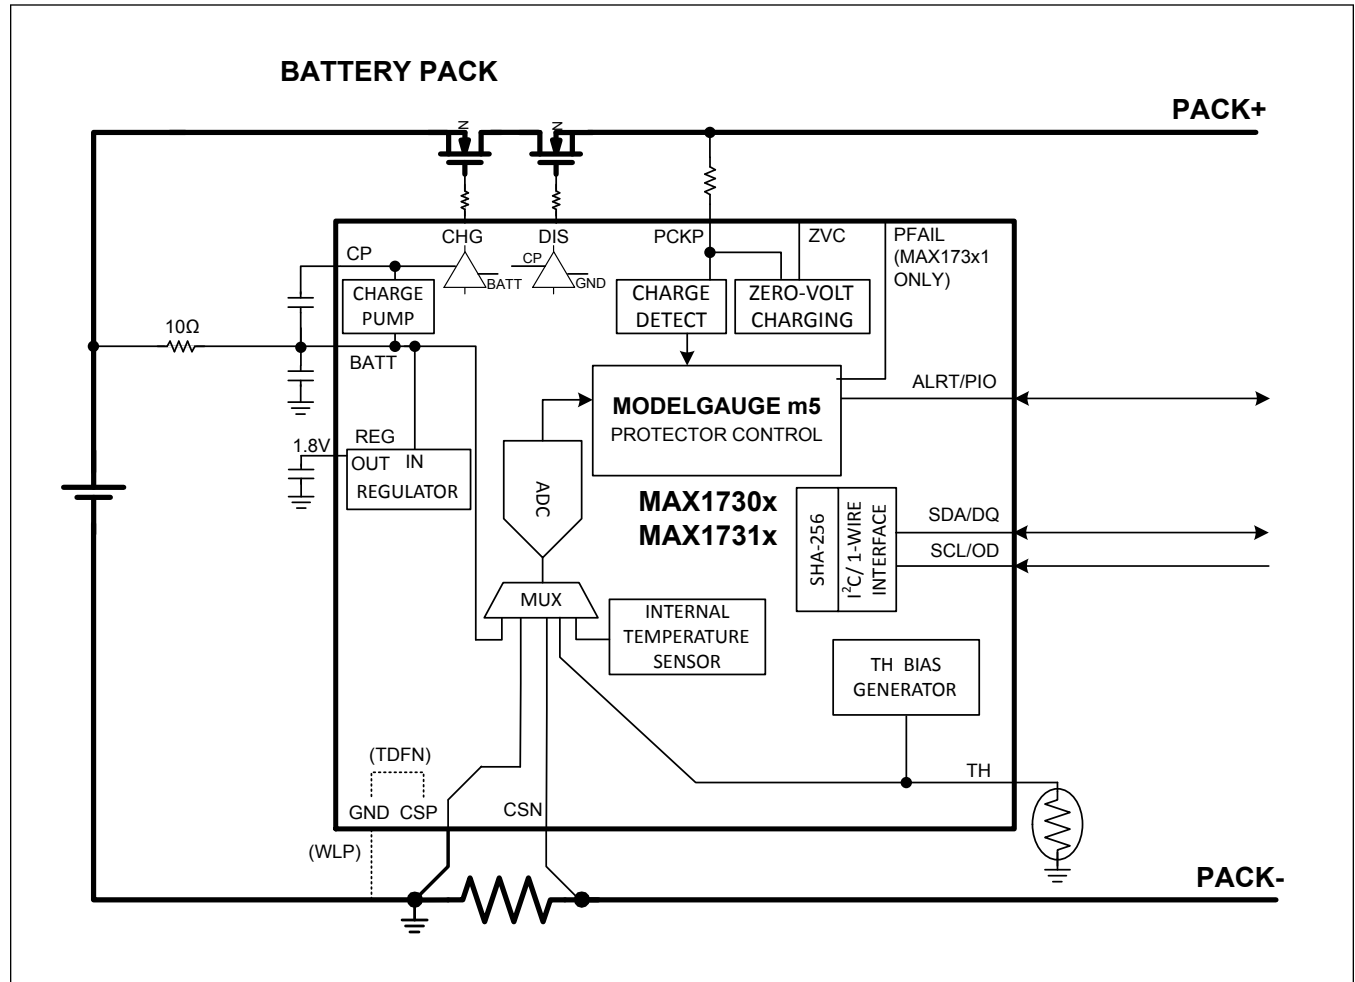 BATTERY PACK
PACK+
N
N
CHG
DIS
PCKP
ZVC
PFAIL
(MAX173x1
ONLY)
CP
CP
BATT
GND
CHARGE
PUMP
CHARGE
DETECT
ZERO-VOLT
CHARGING
10Ω
BATT
ALRT/PIO
MODELGAUGE m5
PROTECTOR CONTROL
1.8V
REG
OUT
IN
REGULATOR
ADC
MAX1730x
MAX1731x
SHA-256
I²C/ 1-WIRE
INTERFACE
SDA/DQ
SCL/OD
MUX
INTERNAL
TEMPERATURE
SENSOR
TH BIAS
GENERATOR
(TDFN)
TH
GND
CSP
CSN
(WLP)
PACK-